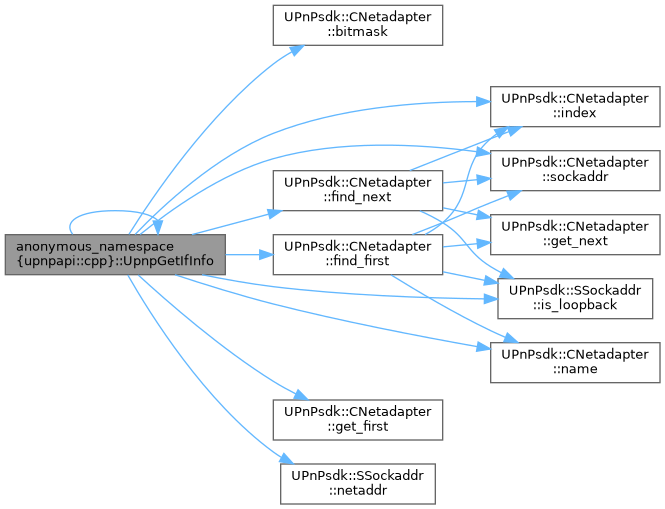 UPnPsdk::CNetadapter
::bitmask
UPnPsdk::CNetadapter
::index
UPnPsdk::CNetadapter
::sockaddr
UPnPsdk::CNetadapter
::find_next
UPnPsdk::CNetadapter
::get_next
anonymous_namespace
{upnpapi::cpp}::UpnpGetIfInfo
UPnPsdk::CNetadapter
::find_first
UPnPsdk::SSockaddr
::is_loopback
UPnPsdk::CNetadapter
::name
UPnPsdk::CNetadapter
::get_first
UPnPsdk::SSockaddr
::netaddr